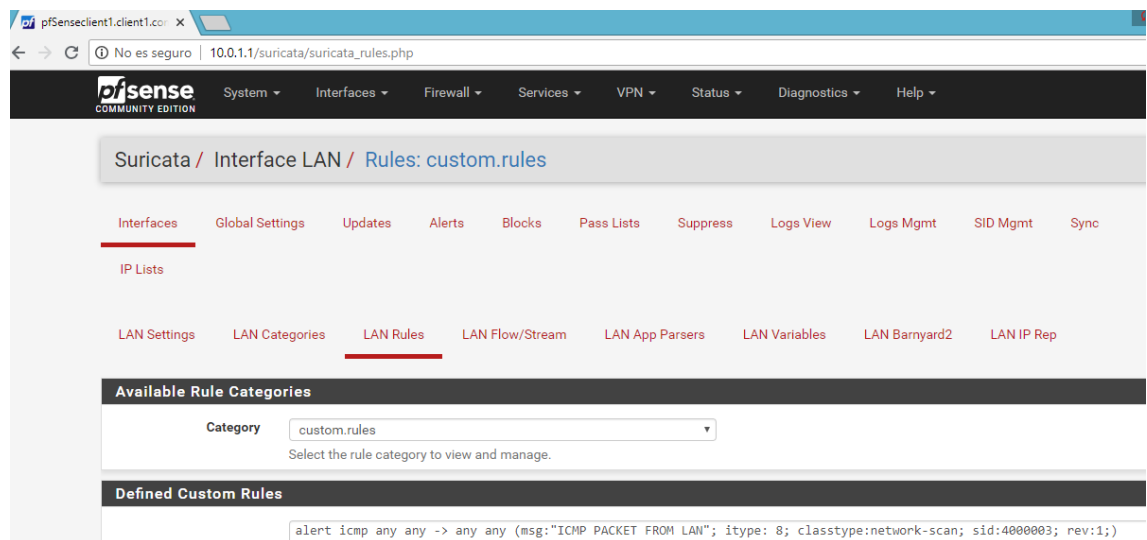 pfSenseclient1.client1.cor
No es seguro | 10.0.1.1/suricata/suricata_rules.php
pfsense COMMUNITY EDITION System Interfaces Firewall Services VPN Status Diagnostics Help
Suricata / Interface LAN / Rules: custom.rules
Interfaces Global Settings Updates Alerts Blocks Pass Lists Suppress Logs View Logs Mgmt SID Mgmt Sync
IP Lists
LAN Settings LAN Categories LAN Rules LAN Flow/Stream LAN App Parsers LAN Variables LAN Barnyard2 LAN IP Rep
Available Rule Categories
Category custom.rules
Select the rule category to view and manage.
Defined Custom Rules
alert icmp any any -> any any (msg:"ICMP PACKET FROM LAN"; itype: 8; classtype:network-scan; sid:4000003; rev:1;)